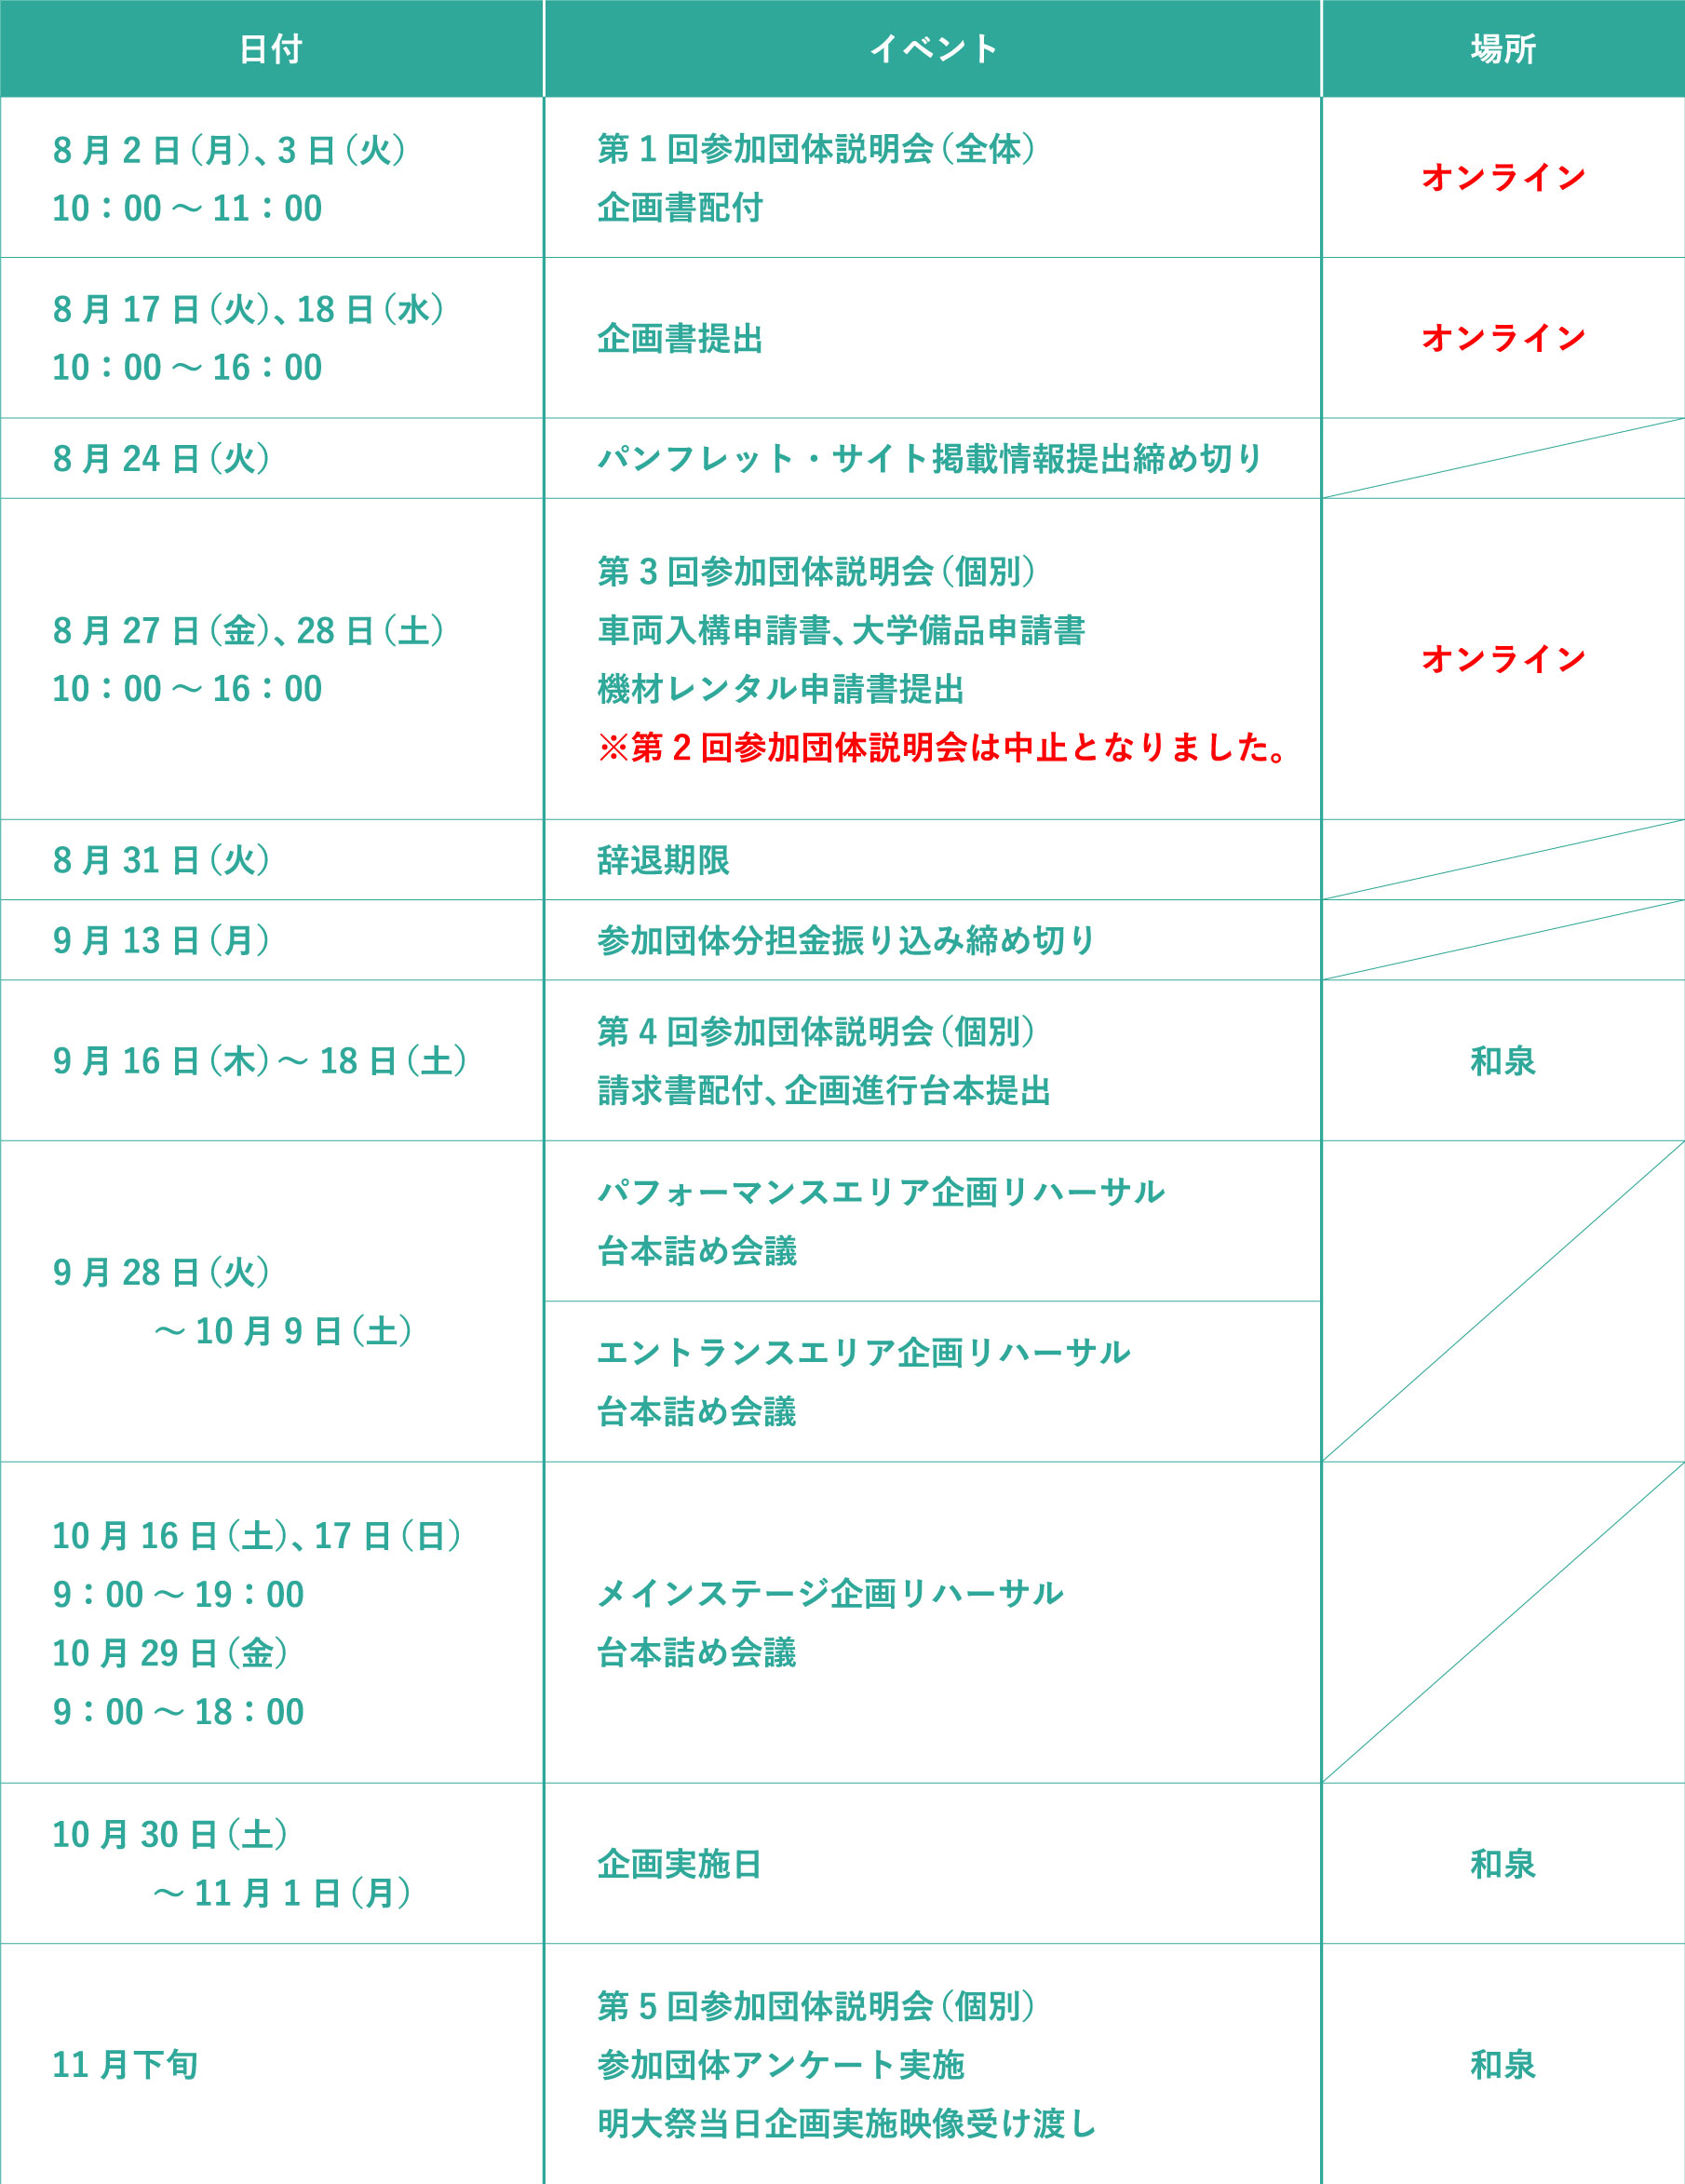 日付
イベント
場所
8月2日(月)、3日(火)
10：00～11：00
第1回参加団体説明会(全体)
企画書配付
オンライン
8月17日(火)、18日(水)
10：00～16：00
企画書提出
オンライン
8月24日(火)
パンフレット・サイト掲載情報提出締め切り
8月27日(金)、28日(土)
10：00～16：00
第3回参加団体説明会(個別)
車両入構申請書、大学備品申請書
機材レンタル申請書提出
※第2回参加団体説明会は中止となりました。
オンライン
8月31日(火)
辞退期限
9月13日(月)
参加団体分担金振り込み締め切り
9月16日(木)～18日(土)
第4回参加団体説明会(個別)
請求書配付、企画進行台本提出
和泉
9月28日(火)
～10月9日(土)
パフォーマンスエリア企画リハーサル
台本詰め会議
エントランスエリア企画リハーサル
台本詰め会議
10月16日(土)、17日(日)
9：00～19：00
10月29日(金)
9：00～18：00
メインステージ企画リハーサル
台本詰め会議
10月30日(土)
～11月1日(月)
企画実施日
和泉
11月下旬
第5回参加団体説明会(個別)
参加団体アンケート実施
明大祭当日企画実施映像受け渡し
和泉